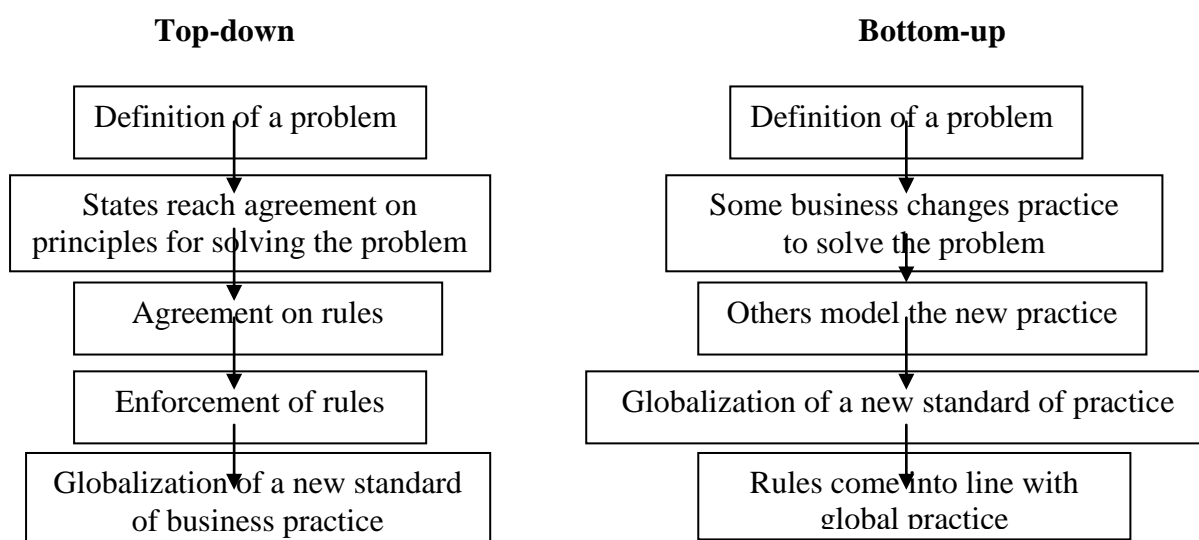 Top-down
Definition of a problem
States reach agreement on
principles for solving the problem
Agreement on rules
Enforcement of rules
Globalization of a new standard
of business practice
Bottom-up
Definition of a problem
Some business changes practice
to solve the problem
Others model the new practice
Globalization of a new standard of practice
Rules come into line with
global practice